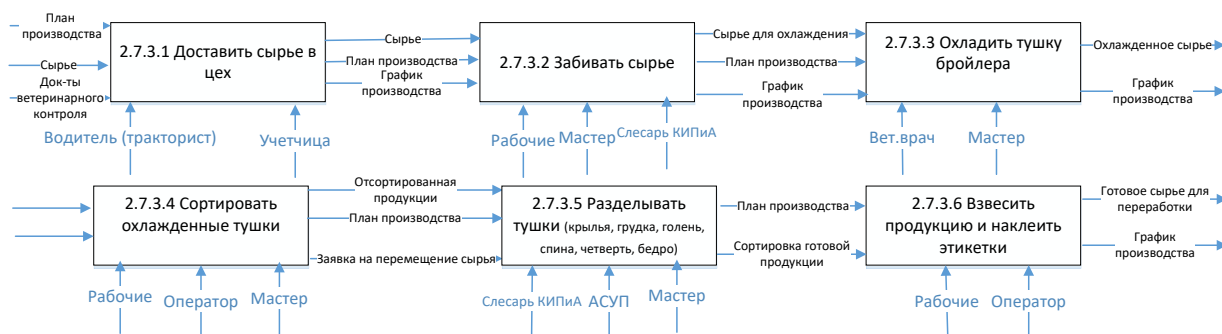 План
производства
Сырье
Док-ты
ветеринарного
контроля
2.7.3.1 Доставить сырье в
цех
Водитель (тракторист)
Учетчица
Сырье
План производства
График
производства
2.7.3.2 Забивать сырье
Рабочие
Мастер
Слесарь КИПиА
Сырье для охлаждения
План производства
График
производства
2.7.3.3 Охладить тушку
бройлера
Вет.врач
Мастер
Охлажденное сырье
График
производства
2.7.3.4 Сортировать
охлажденные тушки
Рабочие
Оператор
Мастер
Отсортированная
продукции
План производства
Заявка на перемещение сырья
2.7.3.5 Разделывать
тушки (крылья, грудка, голень,
спина, четверть, бедро)
Слесарь КИПиА
АСУП
Мастер
План производства
Сортировка готовой
продукции
2.7.3.6 Взвесить
продукцию и наклеить
этикетки
Рабочие
Оператор
Готовое сырье для
переработки
График
производства